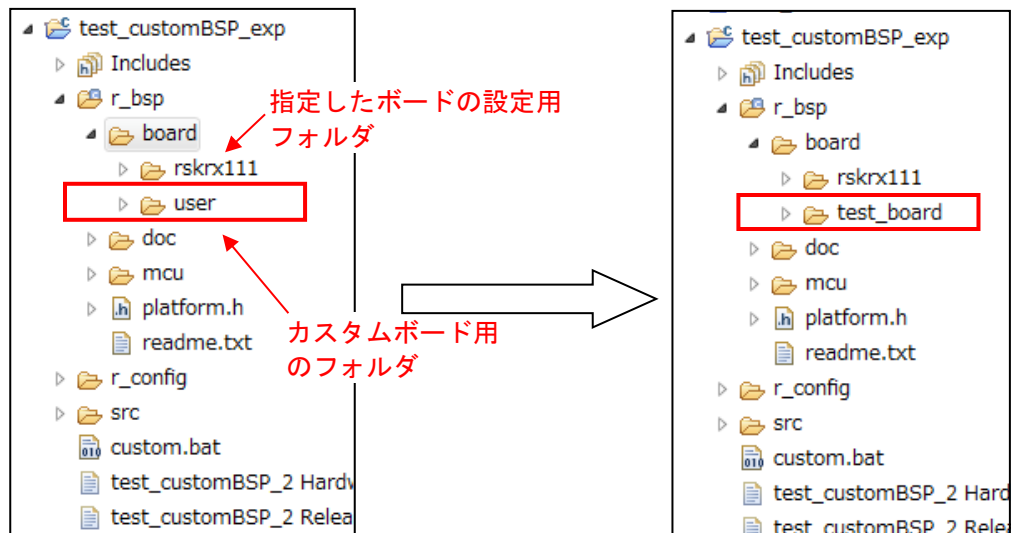 test_customBSP_exp
Includes
r_bsp
board
rskrx111
user
doc
mcu
platform.h
readme.txt
r_config
src
custom.bat
test_customBSP_2 Hardw
test_customBSP_2 Relea
指定したボードの設定用
フォルダ
カスタムボード用
のフォルダ
test_customBSP_exp
Includes
r_bsp
board
rskrx111
test_board
doc
mcu
platform.h
readme.txt
r_config
src
custom.bat
test_customBSP_2 Hard
test_customBSP_2 Relea